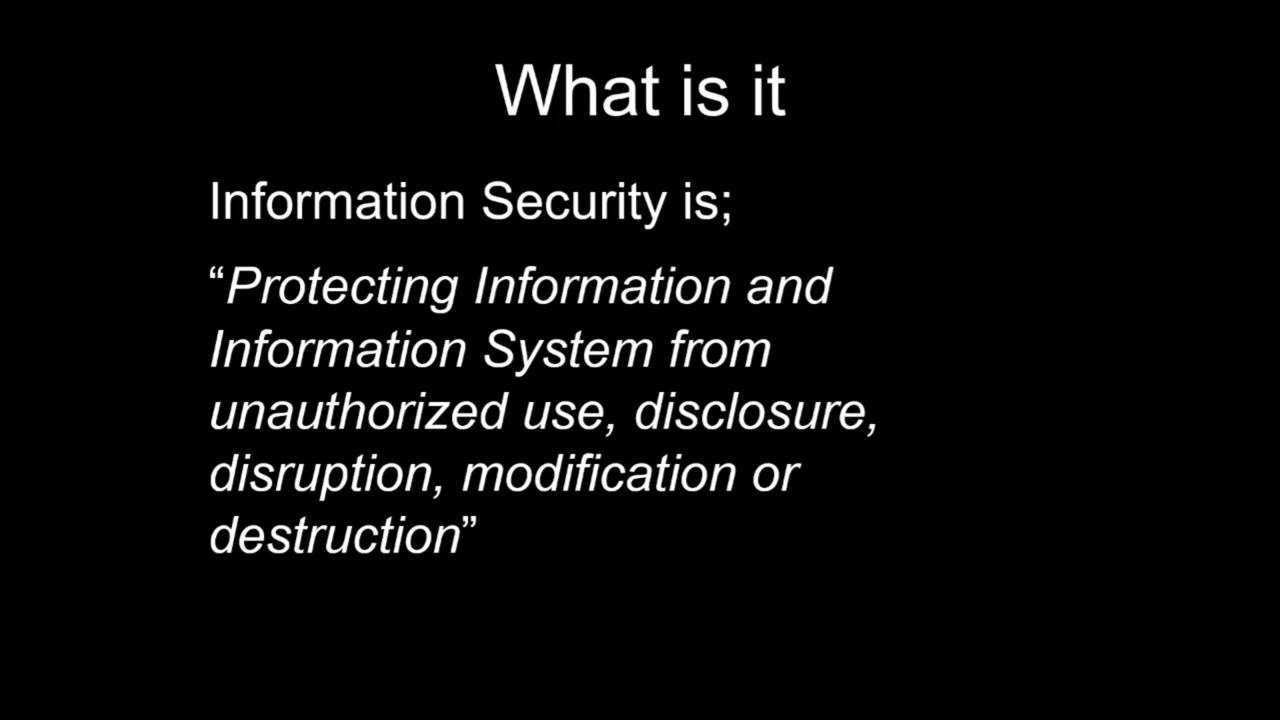 What is it
Information Security is;
“Protecting Information and
Information System from
unauthorized use, disclosure,
disruption, modification or
destruction”